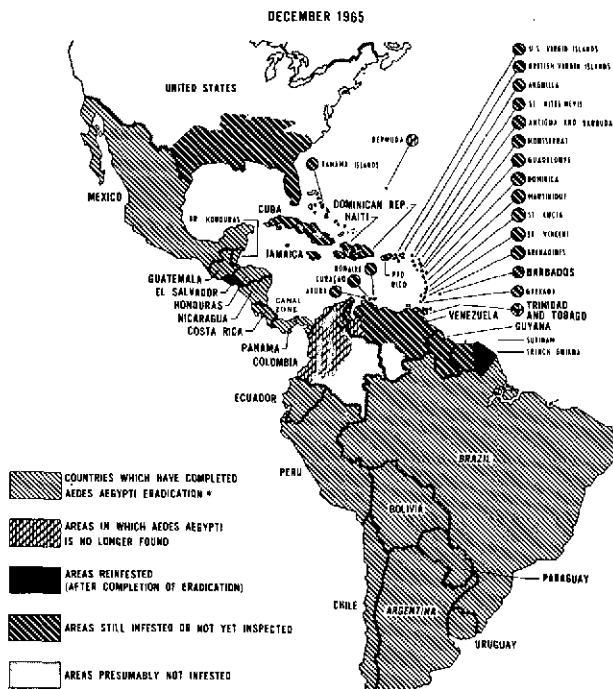 DECEMBER 1965
UNITED STATES
MEXICO
BERMUDA
BAHAMA ISLANDS
CUBA
DOMINICAN REP.
HAITI
BR. HONDURAS
JAMAICA
PTO RICO
BONAIRE
CURAÇAO
ARUBA
GUATEMALA
EL SALVADOR
HONDURAS
NICARAGUA
COSTA RICA
CANAL ZONE
PANAMA
COLOMBIA
VENEZUELA
U.S. VIRGIN ISLANDS
BRITISH VIRGIN ISLANDS
ANGUILLA
ST KITTS NEVIS
ANTIGUA AND BARBUDA
MONTSERRAT
GUADELOUPE
DOMINICA
MARTINIQUE
ST LUCIA
ST VINCENT
GRENADINES
BARBADOS
GRENADA
TRINIDAD
AND TOBAGO
GUYANA
SURINAM
FRENCH GUIANA
ECUADOR
PERU
BRAZIL
BOLIVIA
PARAGUAY
CHILE
ARGENTINA
URUGUAY
COUNTRIES WHICH HAVE COMPLETED
AEDES AEGYPTI ERADICATION *
AREAS IN WHICH AEDES AEGYPTI
IS NO LONGER FOUND
AREAS REINFESTED
(AFTER COMPLETION OF ERADICATION)
AREAS STILL INFESTED OR NOT YET INSPECTED
AREAS PRESUMABLY NOT INFESTED